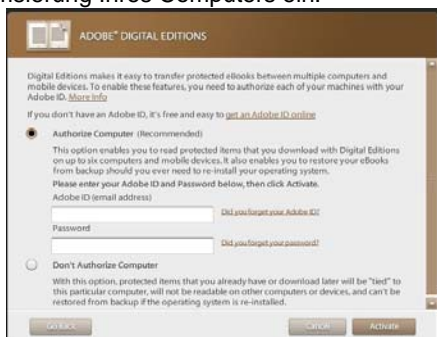 nsierung Ihres Computers ein.
ADOBE® DIGITAL EDITIONS
Digital Editions makes it easy to transfer protected eBooks between multiple computers and
mobile devices. To enable these features, you need to authorize each of your machines with your
Adobe ID. More Info
If you don't have an Adobe ID, it's free and easy to get an Adobe ID online
Authorize Computer (Recommended)
This option enables you to read protected items that you download with Digital Editions
on up to six computers and mobile devices. It also enables you to restore your eBooks
from backup should you ever need to re-install your operating system.
Please enter your Adobe ID and Password below, then click Activate.
Adobe ID (email address)
Did you forget your Adobe ID?
Password
Did you forget your password?
Don't Authorize Computer
With this option, protected items that you already have or download later will be "tied" to
this particular computer, will not be readable on other computers or devices, and can't be
restored from backup if the operating system is re-installed.
Go Back Cancel Activate